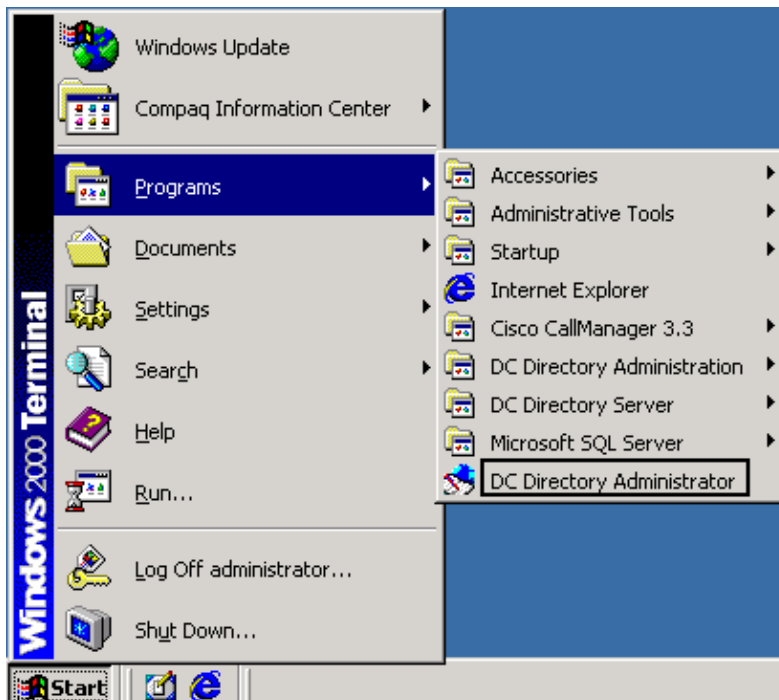 Windows Update
Compaq Information Center
Programs
Documents
Settings
Search
Help
Run...
Log Off administrator...
Shut Down...
Windows 2000 Terminal
Accessories
Administrative Tools
Startup
Internet Explorer
Cisco CallManager 3.3
DC Directory Administration
DC Directory Server
Microsoft SQL Server
DC Directory Administrator
Start